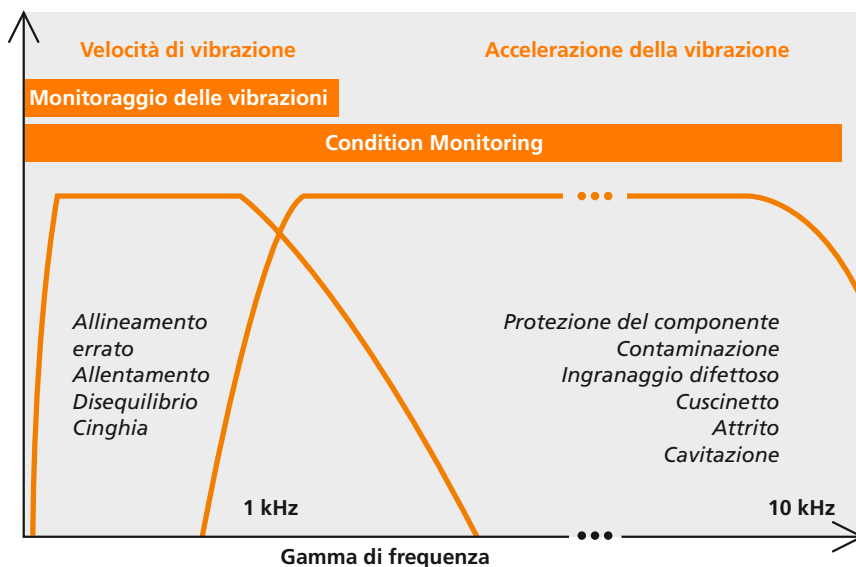 Velocità di vibrazione
Accelerazione della vibrazione
Monitoraggio delle vibrazioni
Condition Monitoring
Allineamento
errato
Allentamento
Disequilibrio
Cinghia
Protezione del componente
Contaminazione
Ingranaggio difettoso
Cuscinetto
Attrito
Cavitazione
1 kHz
10 kHz
Gamma di frequenza